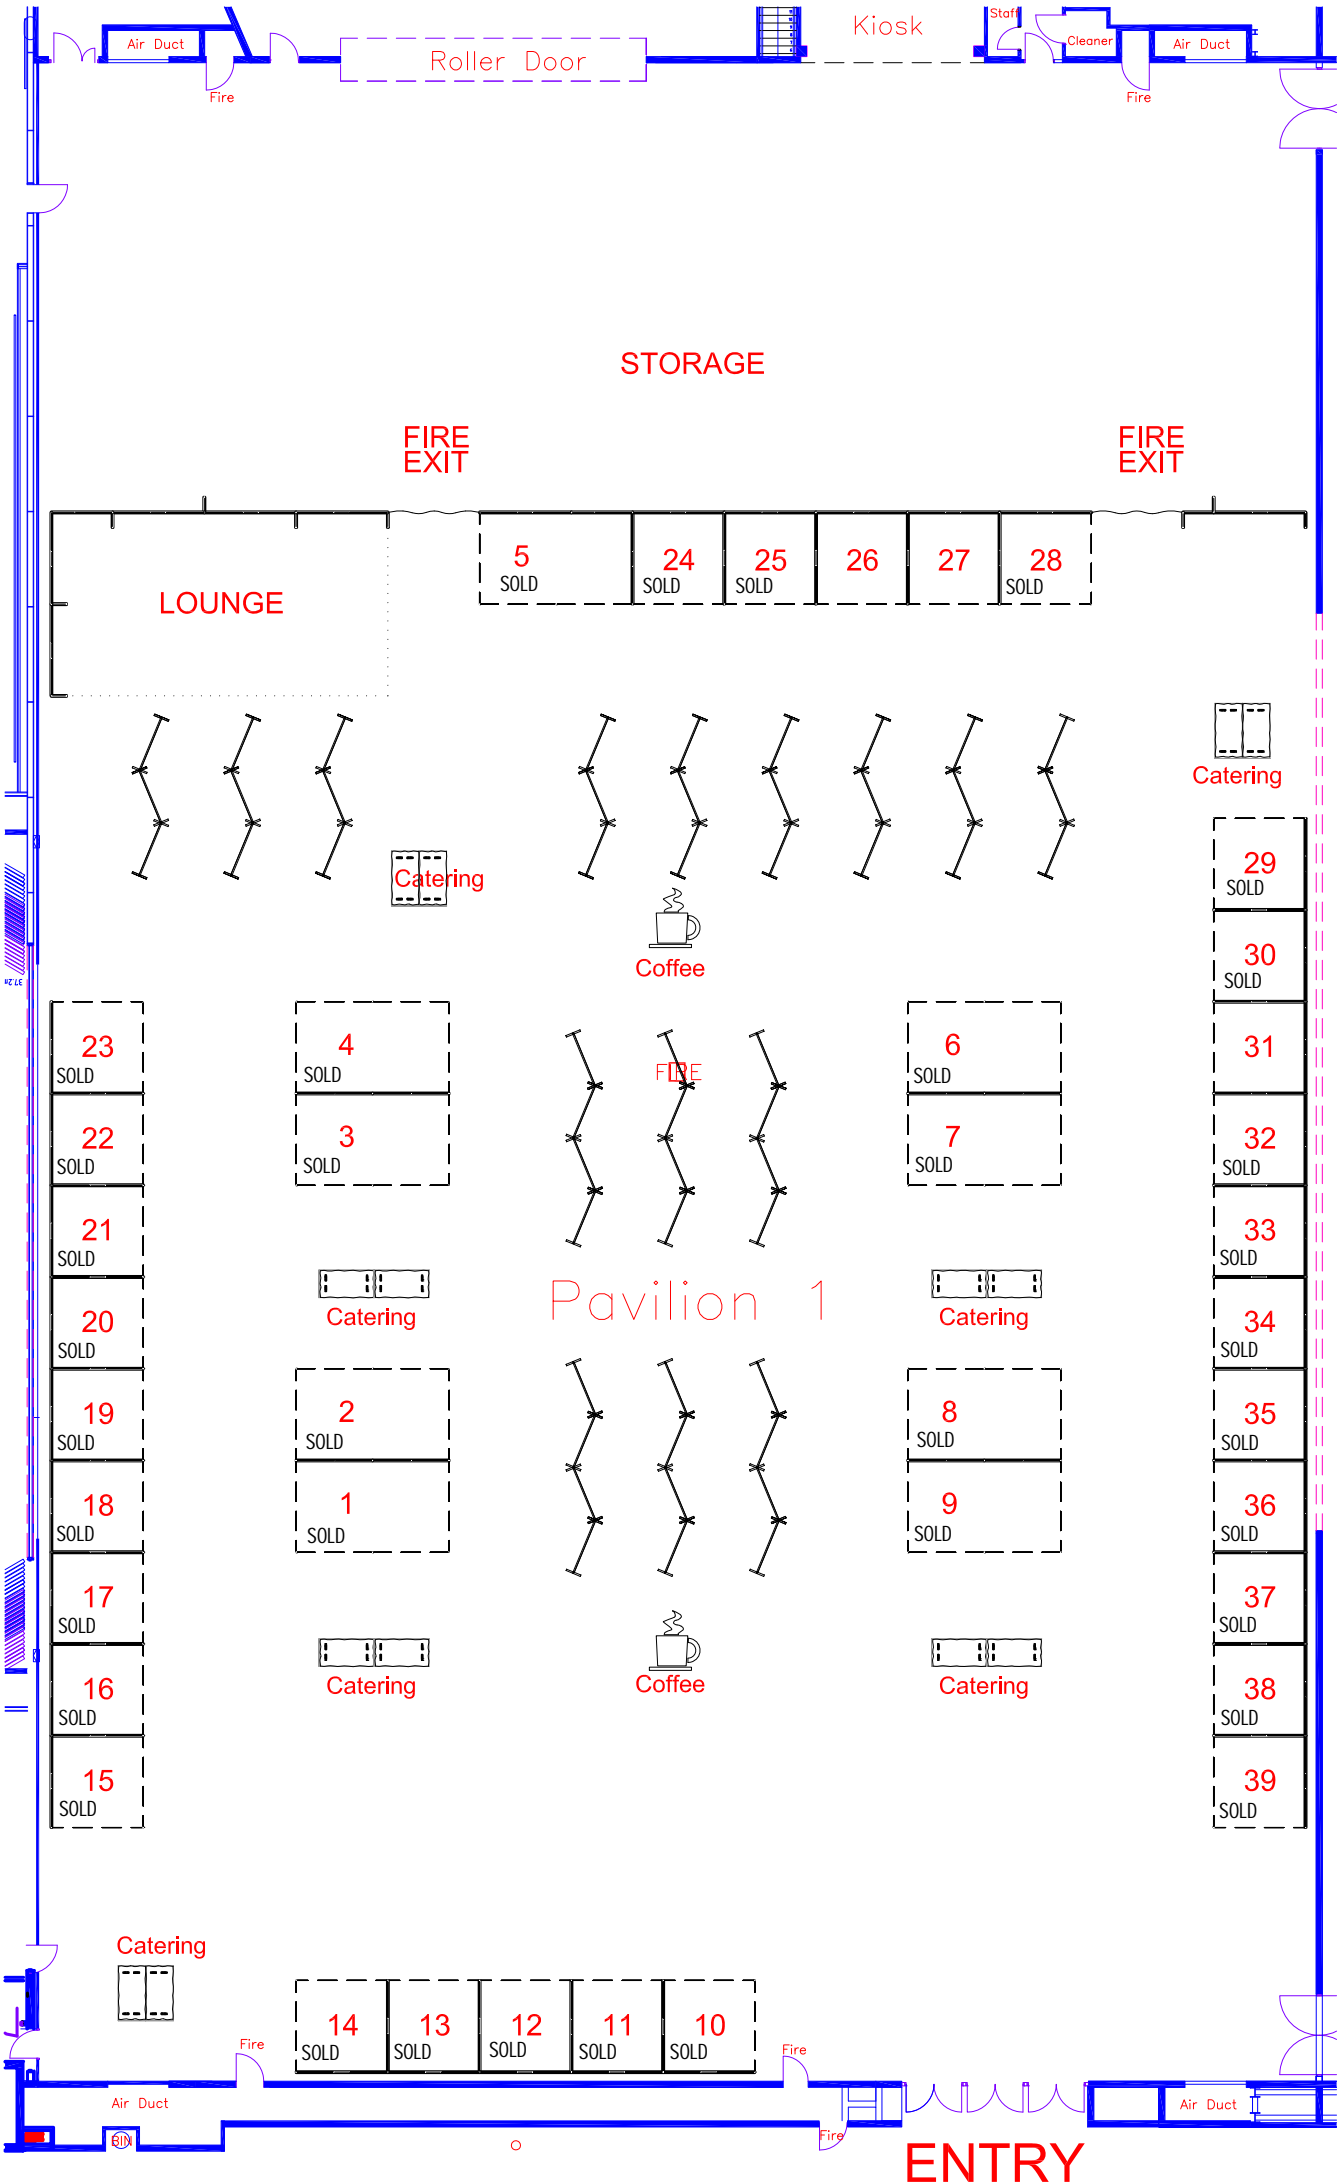 Kiosk
Staff
Cleaner
Air Duct
Air Duct
Roller Door
Fire
Fire
STORAGE
FIRE
EXIT
FIRE
EXIT
LOUNGE
5
SOLD
24
SOLD
25
SOLD
26
27
28
SOLD
Catering
Catering
Coffee
29
SOLD
30
SOLD
31
32
SOLD
33
SOLD
34
SOLD
35
SOLD
36
SOLD
37
SOLD
38
SOLD
39
SOLD
23
SOLD
22
SOLD
21
SOLD
20
SOLD
19
SOLD
18
SOLD
17
SOLD
16
SOLD
15
SOLD
4
SOLD
3
SOLD
FIRE
6
SOLD
7
SOLD
Catering
Pavilion 1
Catering
2
SOLD
1
SOLD
8
SOLD
9
SOLD
Catering
Coffee
Catering
Catering
14
SOLD
13
SOLD
12
SOLD
11
SOLD
10
SOLD
Fire
Fire
Air Duct
Air Duct
BIN
Fire
ENTRY